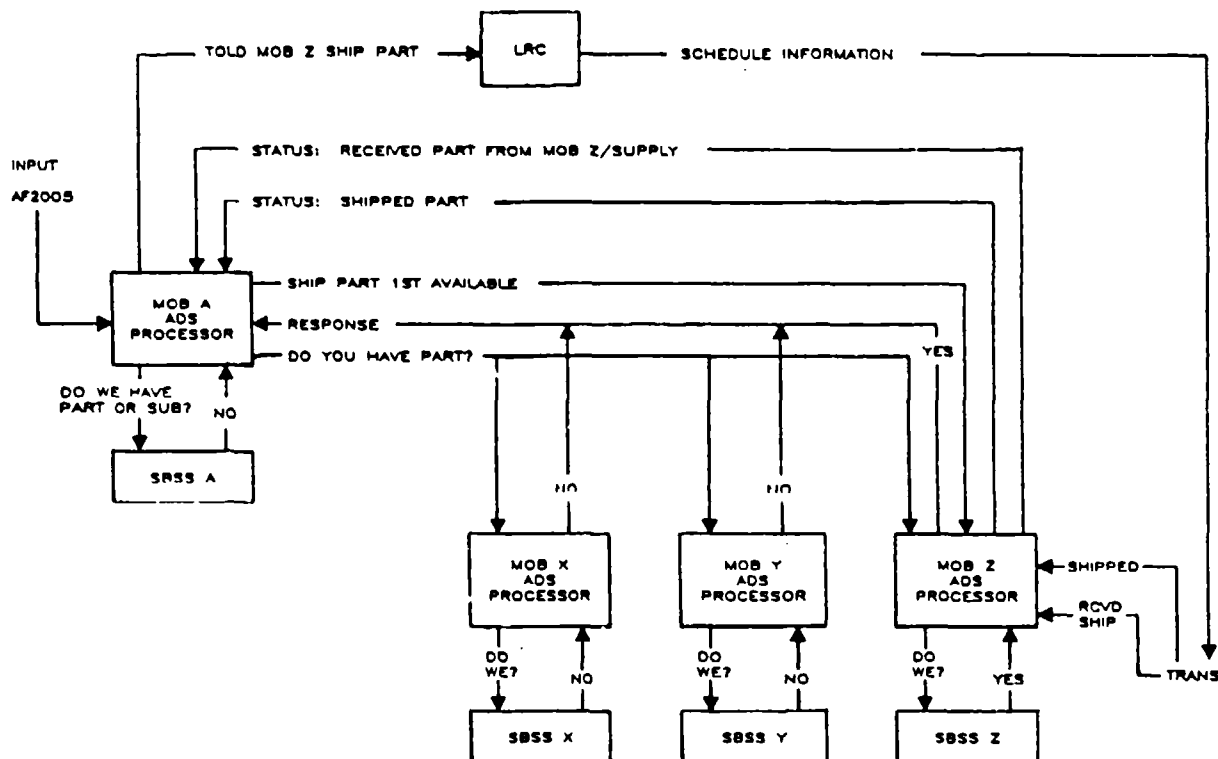 TOLD MOB Z SHIP PART
LRC
SCHEDULE INFORMATION
STATUS: RECEIVED PART FROM MOB Z/SUPPLY
INPUT
AF2005
STATUS: SHIPPED PART
SHIP PART 1ST AVAILABLE
MOB A
ADS
PROCESSOR
RESPONSE
DO YOU HAVE PART?
YES
DO WE HAVE
PART OR SUB?
NO
SBSS A
NO
NO
MOB X
ADS
PROCESSOR
MOB Y
ADS
PROCESSOR
MOB Z
ADS
PROCESSOR
SHIPPED
RCVD
SHIP
TRANS
DO
WE?
NO
DO
WE?
NO
DO
WE?
YES
SBSS X
SBSS Y
SBSS Z